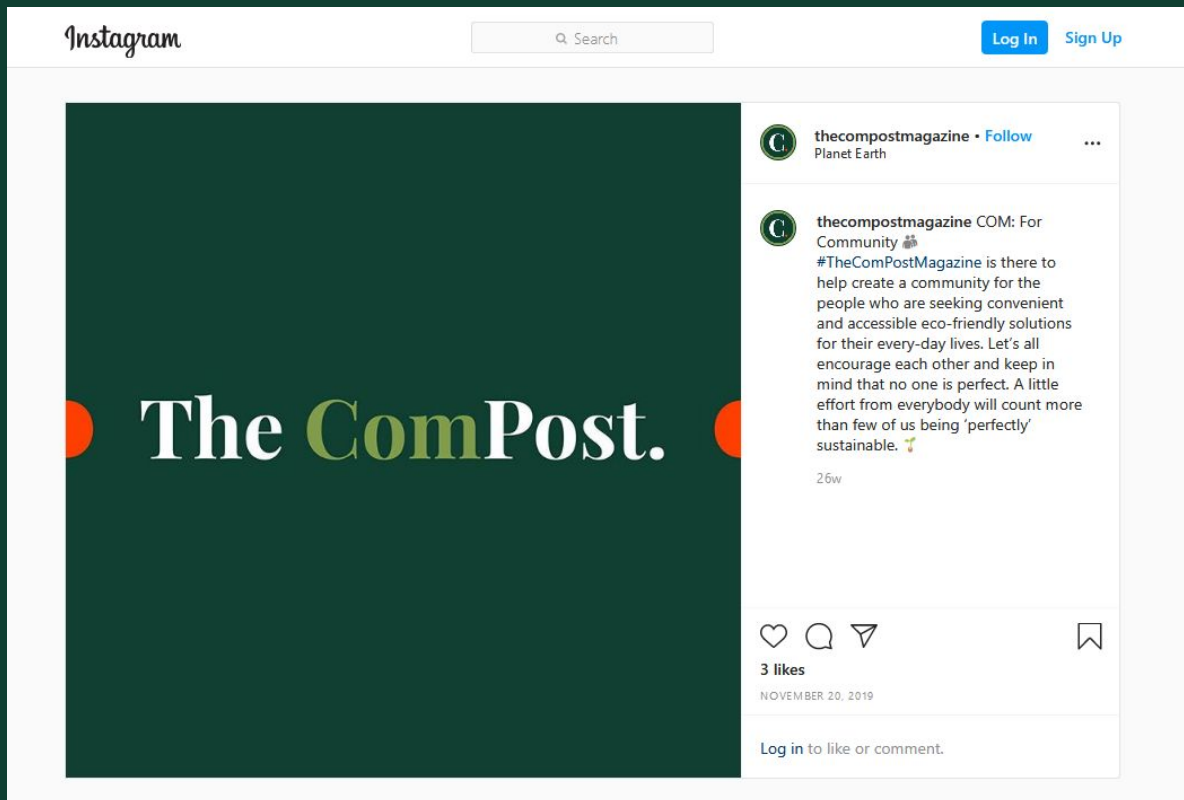 Instagram
Search
Log In
Sign Up
The ComPost.
C.
thecompostmagazine • Follow
Planet Earth
...
C.
thecompostmagazine COM: For
Community
#TheComPostMagazine is there to
help create a community for the
people who are seeking convenient
and accessible eco-friendly solutions
for their every-day lives. Let's all
encourage each other and keep in
mind that no one is perfect. A little
effort from everybody will count more
than few of us being ‘perfectly’
sustainable. 🌱
26w
3 likes
NOVEMBER 20, 2019
Log in to like or comment.